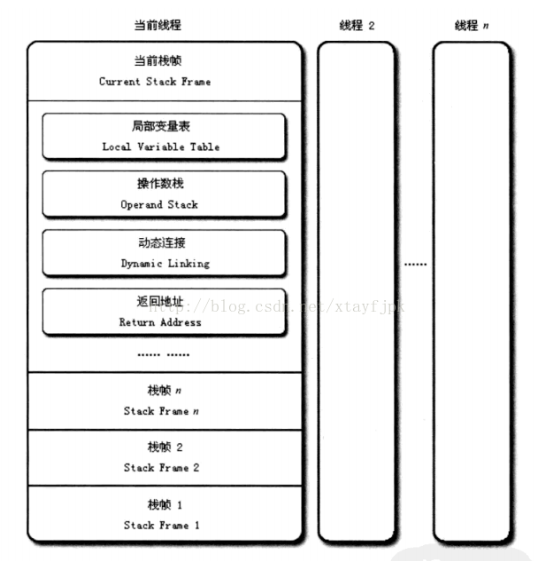 当前线程
线程 2
线程 n
当前栈帧
Current Stack Frame
局部变量表
Local Variable Table
操作数栈
Operand Stack
动态连接
Dynamic Linking
返回地址
http://blog.csdn.net/xtayfjpk
Return Address
…… ……
……
栈帧 n
Stack Frame n
栈帧 2
Stack Frame 2
栈帧 1
Stack Frame 1